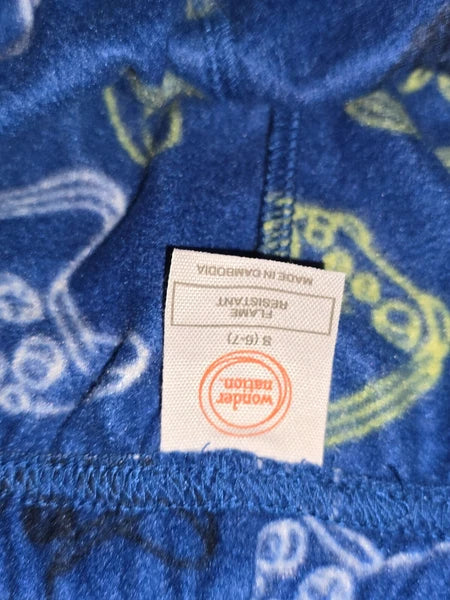 wonder
nation.
S (6-7)
FLAME
RESISTANT
MADE IN CAMBODIA